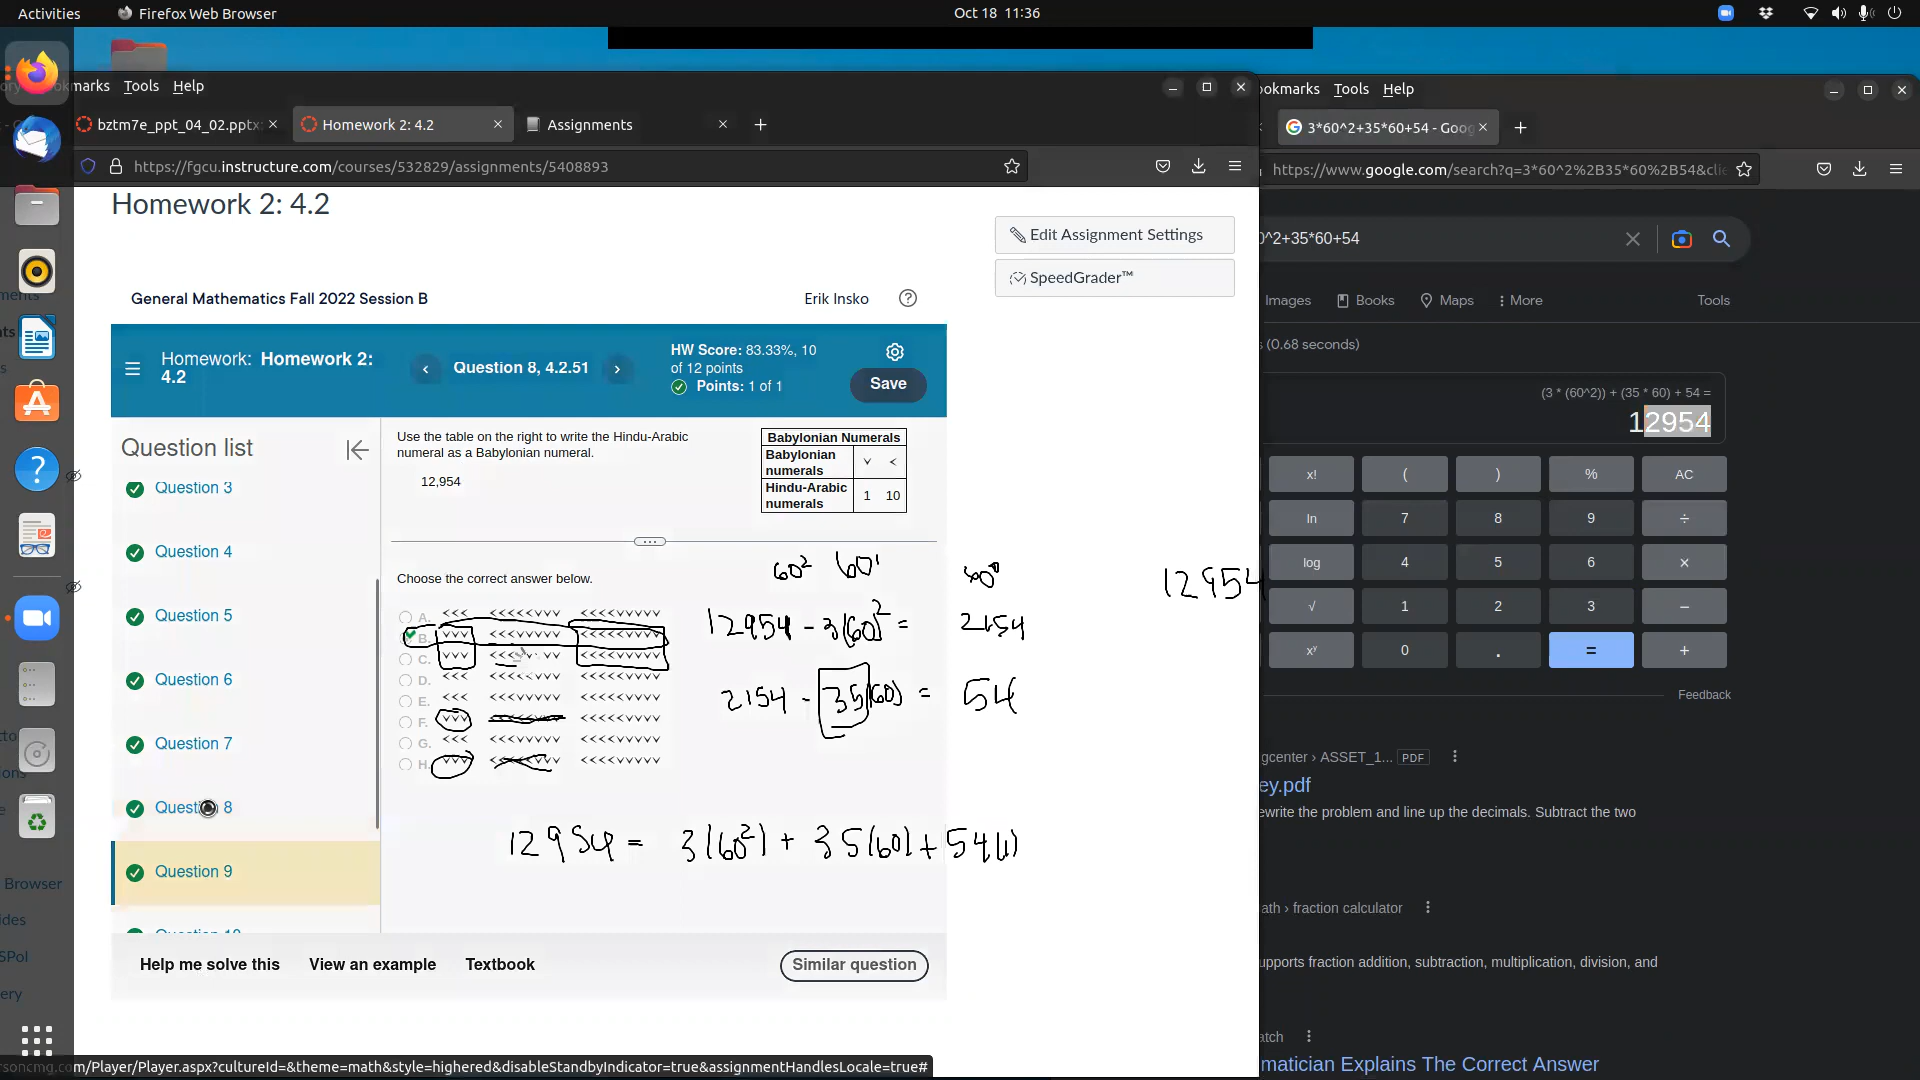 Activities
Firefox Web Browser
Oct 18 11:36
okmarks Tools Help
bztm7e_ppt_04_02.pptx
Homework 2: 4.2
Assignments
https://fgcu.instructure.com/courses/532829/assignments/5408893
Homework 2: 4.2
Edit Assignment Settings
SpeedGrader™
General Mathematics Fall 2022 Session B
Erik Insko
Homework: Homework 2: 4.2
Question 8, 4.2.51
HW Score: 83.33%, 10 of 12 points
Points: 1 of 1
Save
Question list
Question 3
Question 4
Question 5
Question 6
Question 7
Question 8
Question 9
Use the table on the right to write the Hindu-Arabic
numeral as a Babylonian numeral.
12,954
Babylonian Numerals
Babylonian numerals ⋎ <
Hindu-Arabic numerals 1 10
Choose the correct answer below.
A.
B.
C.
D.
E.
F.
G.
H.
60² 60¹ 60⁰
12954 - 3(60)² = 2154
2154 - 35(60) = 54
12954
12954 = 3(60²) + 35(60) + 54(1)
Help me solve this
View an example
Textbook
Similar question
soncmg.com/Player/Player.aspx?cultureId=&theme=math&style=highered&disableStandbyIndicator=true&assignmentHandlesLocale=true#
ookmarks Tools Help
3*60^2+35*60+54 - Goog
https://www.google.com/search?q=3*60^2%2B35*60%2B54&clie
0^2+35*60+54
Images
Books
Maps
More
Tools
s (0.68 seconds)
(3 * (60^2)) + (35 * 60) + 54 =
12954
x! ( ) % AC
ln 7 8 9 ÷
log 4 5 6 ×
√ 1 2 3 −
xʸ 0 . = +
Feedback
gcenter › ASSET_1...
PDF
ey.pdf
ewrite the problem and line up the decimals. Subtract the two
ath › fraction calculator
upports fraction addition, subtraction, multiplication, division, and
atch
matician Explains The Correct Answer